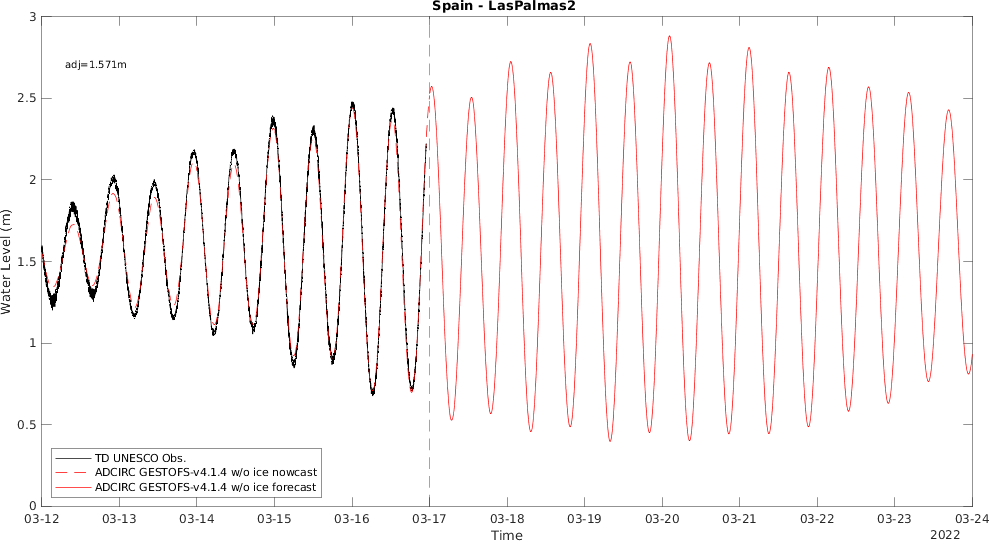 Spain - LasPalmas2
3
adj=1.571m
2.5
2
1.5
1
0.5
0
Water Level (m)
TD UNESCO Obs.
ADCIRC GESTOFS-v4.1.4 w/o ice nowcast
ADCIRC GESTOFS-v4.1.4 w/o ice forecast
03-12 03-13 03-14 03-15 03-16 03-17 03-18 03-19 03-20 03-21 03-22 03-23 03-24
Time
2022